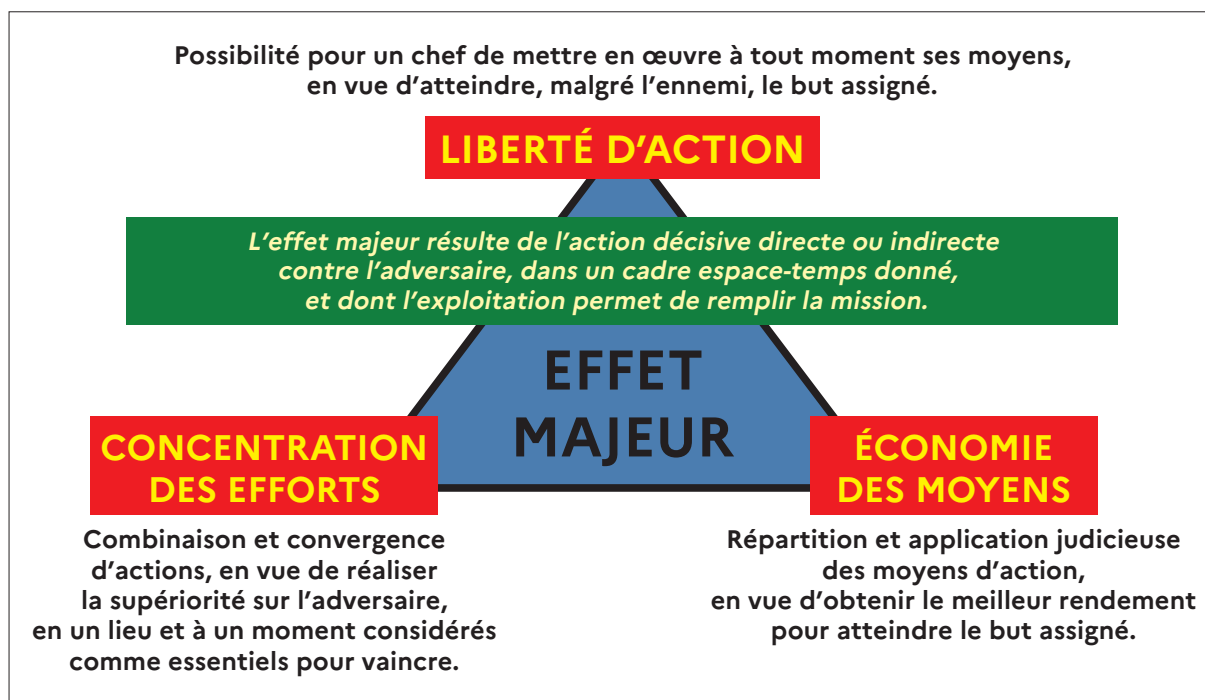 Possibilité pour un chef de mettre en œuvre à tout moment ses moyens,
en vue d’atteindre, malgré l’ennemi, le but assigné.
LIBERTÉ D’ACTION
L’effet majeur résulte de l’action décisive directe ou indirecte
contre l’adversaire, dans un cadre espace-temps donné,
et dont l’exploitation permet de remplir la mission.
EFFET
MAJEUR
CONCENTRATION
DES EFFORTS
Combinaison et convergence
d’actions, en vue de réaliser
la supériorité sur l’adversaire,
en un lieu et à un moment considérés
comme essentiels pour vaincre.
ÉCONOMIE
DES MOYENS
Répartition et application judicieuse
des moyens d’action,
en vue d’obtenir le meilleur rendement
pour atteindre le but assigné.